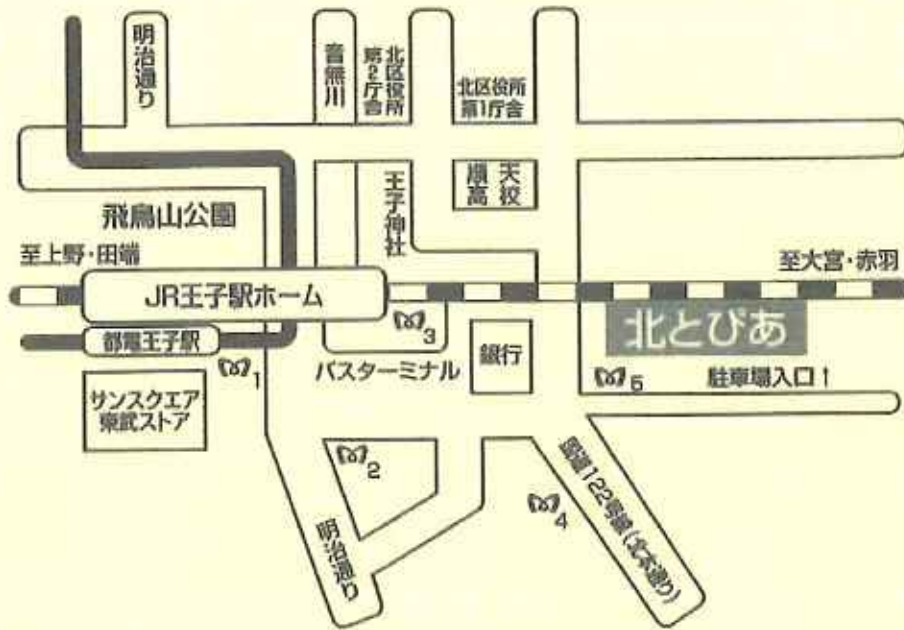 明治通り
音無川
北区役所
第2庁舎
北区役所
第1庁舎
王子神社
順天
高校
飛鳥山公園
至上野・田端
至大宮・赤羽
JR王子駅ホーム
都電王子駅
1
3
北とぴあ
バスターミナル
銀行
5
駐車場入口↑
サンスクエア
東武ストア
2
4
明治通り
国道122号線(北本通り)